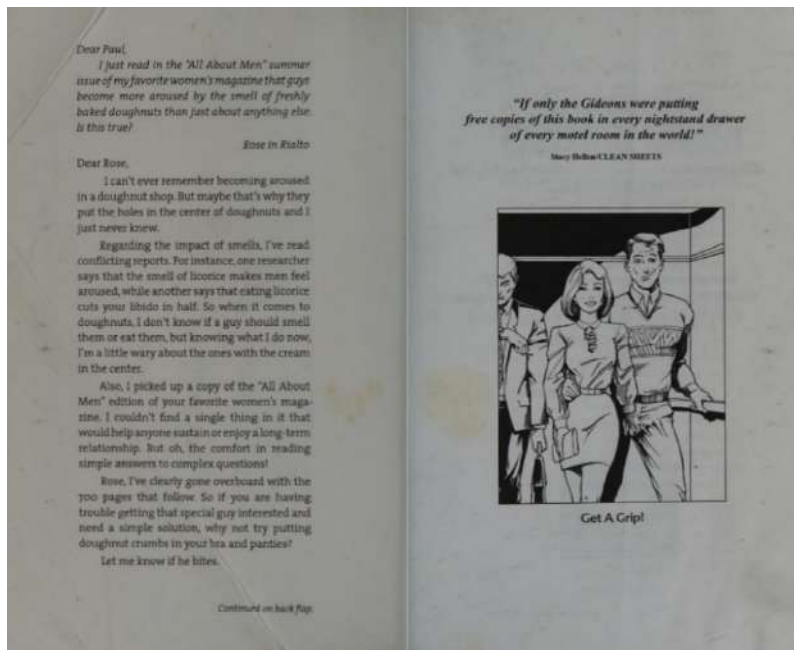 Dear Paul,
I just read in the "All About Men" summer
issue of my favorite women's magazine that guys
become more aroused by the smell of freshly
baked doughnuts than just about anything else.
Is this true?
Rose in Rialto
Dear Rose,
I can't ever remember becoming aroused
in a doughnut shop. But maybe that's why they
put the holes in the center of doughnuts and I
just never knew.
Regarding the impact of smells, I've read
conflicting reports. For instance, one researcher
says that the smell of licorice makes men feel
aroused, while another says that eating licorice
cuts your libido in half. So when it comes to
doughnuts, I don't know if a guy should smell
them or eat them, but knowing what I do now,
I'm a little wary about the ones with the cream
in the center.
Also, I picked up a copy of the "All About
Men" edition of your favorite women's maga-
zine. I couldn't find a single thing in it that
would help anyone sustain or enjoy a long-term
relationship. But oh, the comfort in reading
simple answers to complex questions!
Rose, I've clearly gone overboard with the
700 pages that follow. So if you are having
trouble getting that special guy interested and
need a simple solution, why not try putting
doughnut crumbs in your bra and panties?
Let me know if he bites.
Continued on back flap.
"If only the Gideons were putting
free copies of this book in every nightstand drawer
of every motel room in the world!"
CLEAN SHEETS
Get A Grip!